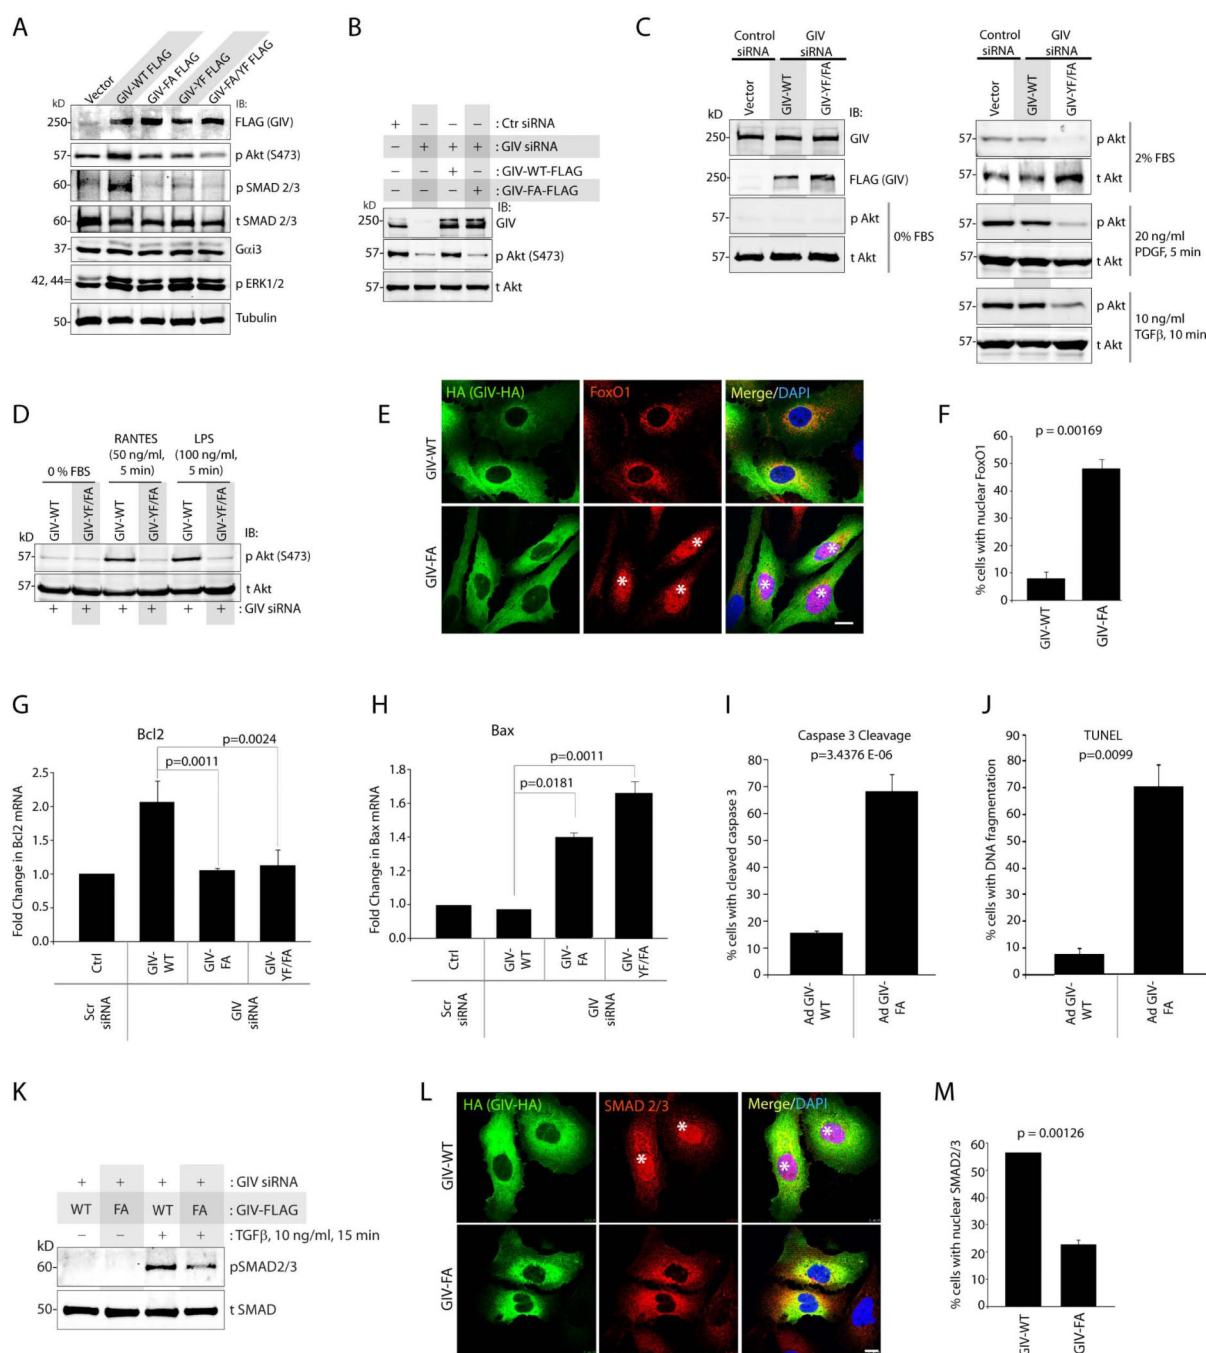 A
Vector
GIV-WT FLAG
GIV-FA FLAG
GIV-YF FLAG
GIV-FA/YF FLAG
kD
IB:
250
FLAG (GIV)
57
p Akt (S473)
60
p SMAD 2/3
60
t SMAD 2/3
37
Gαi3
42, 44
p ERK1/2
50
Tubulin
B
+ − − − : Ctr siRNA
− + + + : GIV siRNA
− − + − : GIV-WT-FLAG
− − − + : GIV-FA-FLAG
kD
IB:
250
GIV
57
p Akt (S473)
57
t Akt
C
Control siRNA
GIV siRNA
Vector
GIV-WT
GIV-YF/FA
kD
IB:
250
GIV
250
FLAG (GIV)
57
p Akt
57
t Akt
0% FBS
Control siRNA
GIV siRNA
Vector
GIV-WT
GIV-YF/FA
57
p Akt
57
t Akt
2% FBS
57
p Akt
57
t Akt
20 ng/ml
PDGF, 5 min
57
p Akt
57
t Akt
10 ng/ml
TGFβ, 10 min
D
0 % FBS
RANTES
(50 ng/ml,
5 min)
LPS
(100 ng/ml,
5 min)
GIV-WT
GIV-YF/FA
GIV-WT
GIV-YF/FA
GIV-WT
GIV-YF/FA
kD
IB:
57
p Akt (S473)
57
t Akt
+ + + + + + : GIV siRNA
E
HA (GIV-HA)
FoxO1
Merge/DAPI
GIV-WT
GIV-FA
* * *
* * *
F
p = 0.00169
% cells with nuclear FoxO1
60
50
40
30
20
10
0
GIV-WT
GIV-FA
G
Bcl2
p=0.0024
p=0.0011
Fold Change in Bcl2 mRNA
2.5
2.0
1.5
1.0
0.5
0.0
Ctrl
GIV-WT
GIV-FA
GIV-YF/FA
Scr siRNA
GIV siRNA
H
Bax
p=0.0011
p=0.0181
Fold Change in Bax mRNA
1.8
1.6
1.4
1.2
1.0
0.8
Ctrl
GIV-WT
GIV-FA
GIV-YF/FA
Scr siRNA
GIV siRNA
I
Caspase 3 Cleavage
p=3.4376 E-06
% cells with cleaved caspase 3
80
70
60
50
40
30
20
10
0
Ad GIV-WT
Ad GIV-FA
J
TUNEL
p=0.0099
% cells with DNA fragmentation
90
80
70
60
50
40
30
20
10
0
Ad GIV-WT
Ad GIV-FA
K
+ + + + : GIV siRNA
WT FA WT FA : GIV-FLAG
− − + + : TGFβ, 10 ng/ml, 15 min
kD
60
pSMAD2/3
50
t SMAD
L
HA (GIV-HA)
SMAD 2/3
Merge/DAPI
GIV-WT
GIV-FA
* *
* *
M
p = 0.00126
% cells with nuclear SMAD2/3
60
50
40
30
20
10
0
GIV-WT
GIV-FA